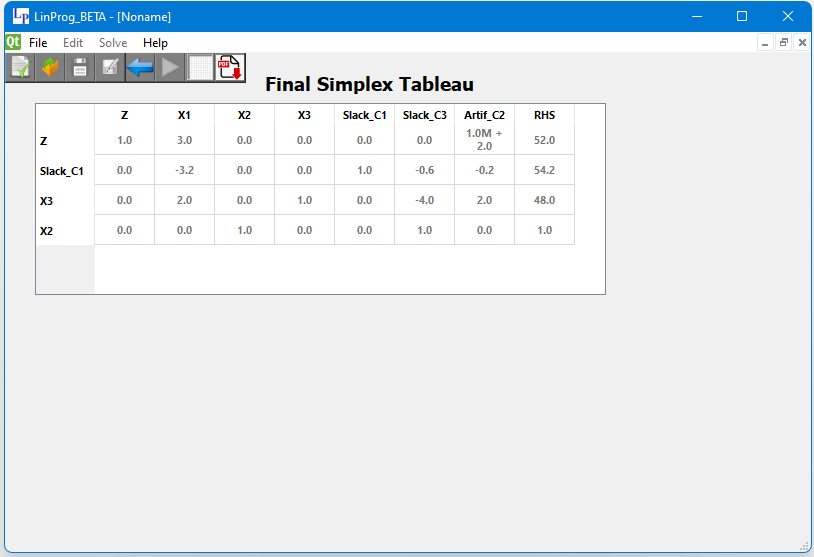 LP LinProg_BETA - [Noname]
Qt File Edit Solve Help
PDF
Final Simplex Tableau
Z X1 X2 X3 Slack_C1 Slack_C3 Artif_C2 RHS
Z 1.0 3.0 0.0 0.0 0.0 0.0 1.0M + 2.0 52.0
Slack_C1 0.0 -3.2 0.0 0.0 1.0 -0.6 -0.2 54.2
X3 0.0 2.0 0.0 1.0 0.0 -4.0 2.0 48.0
X2 0.0 0.0 1.0 0.0 0.0 1.0 0.0 1.0